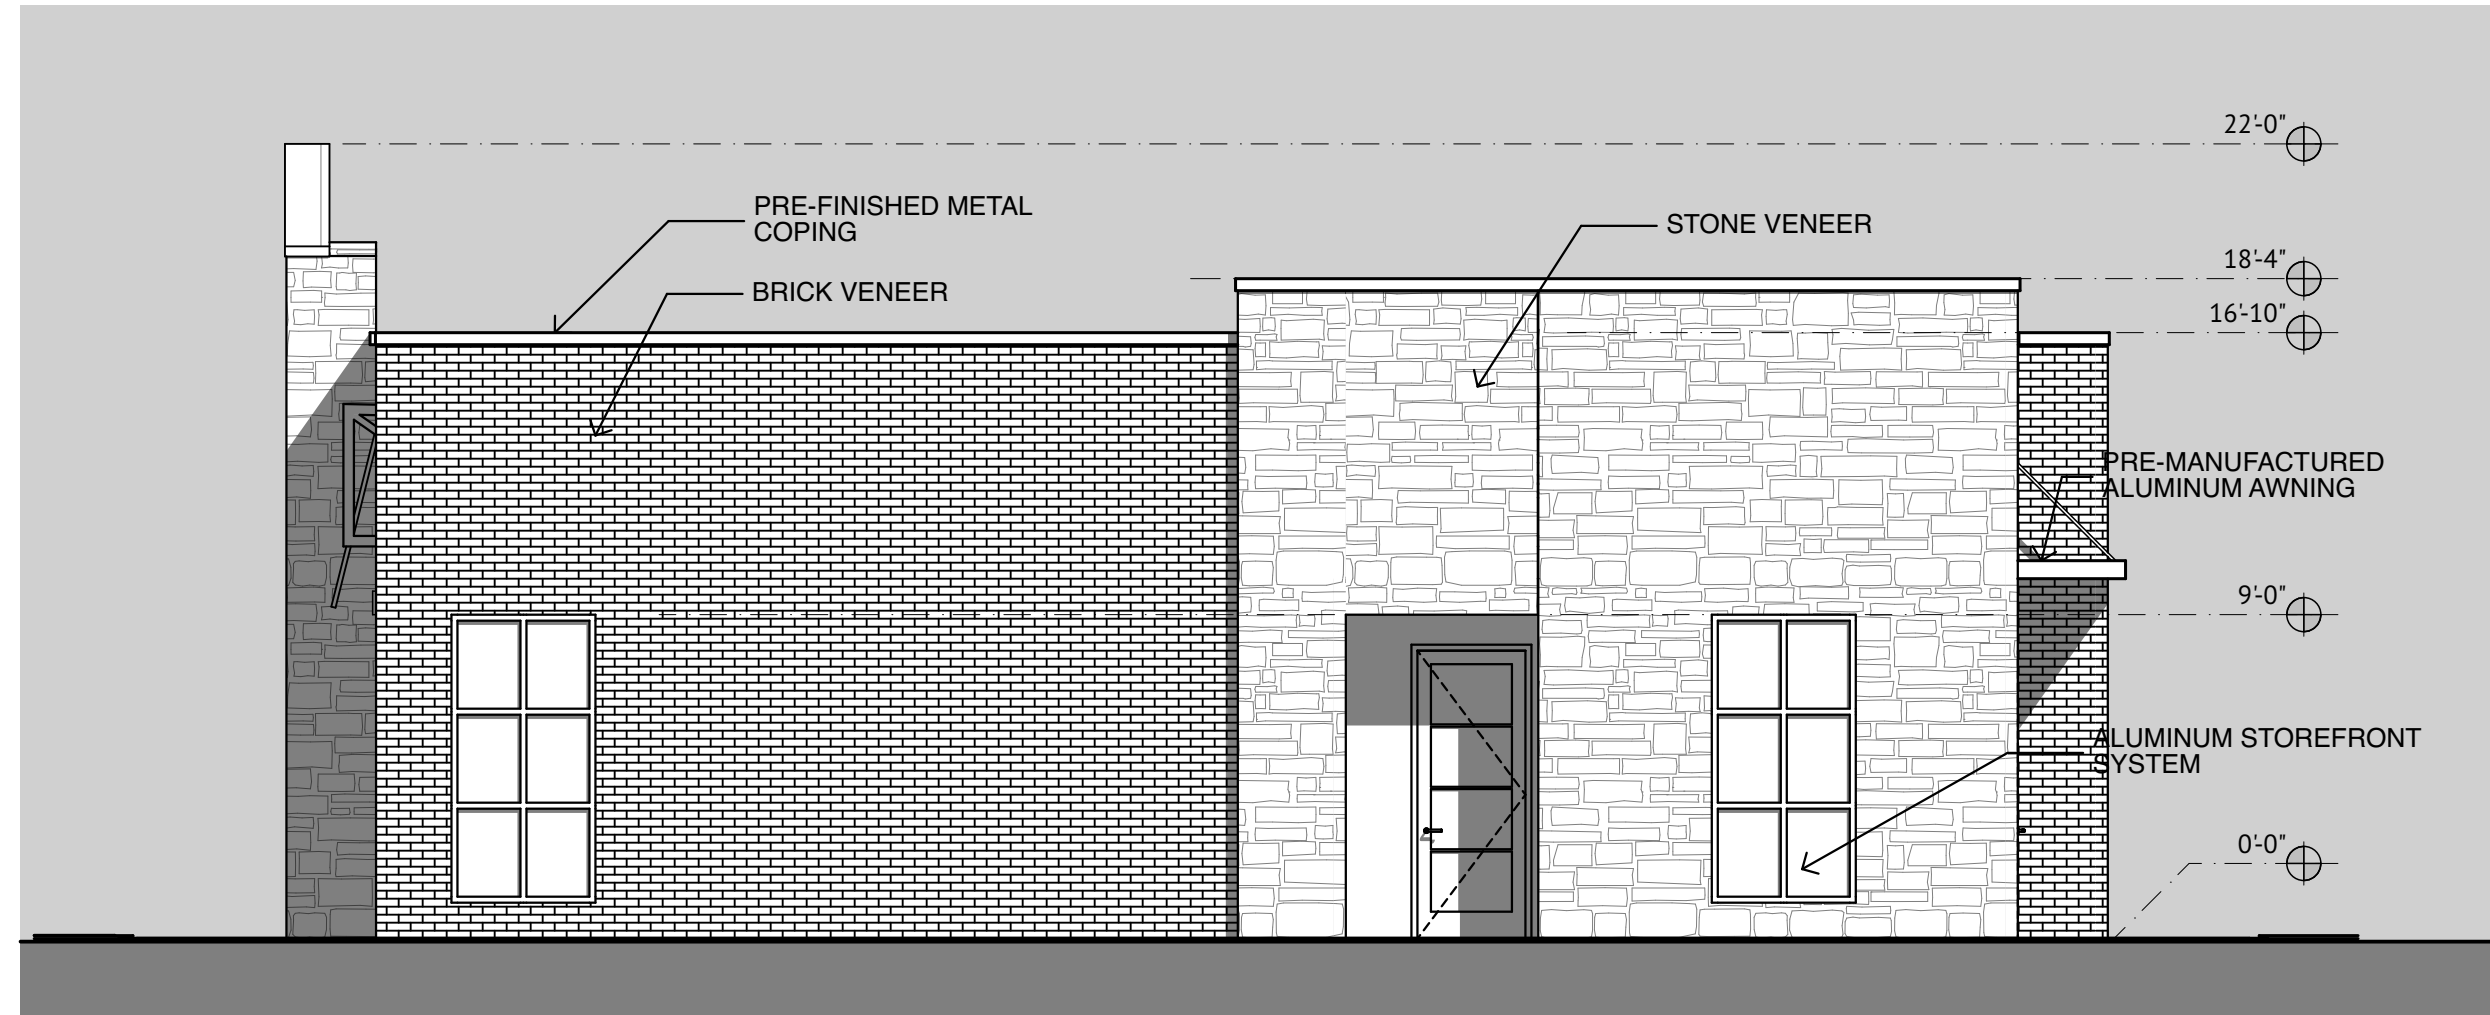 22'-0"
PRE-FINISHED METAL
COPING
STONE VENEER
18'-4"
BRICK VENEER
16'-10"
PRE-MANUFACTURED
ALUMINUM AWNING
9'-0"
ALUMINUM STOREFRONT
SYSTEM
0'-0"